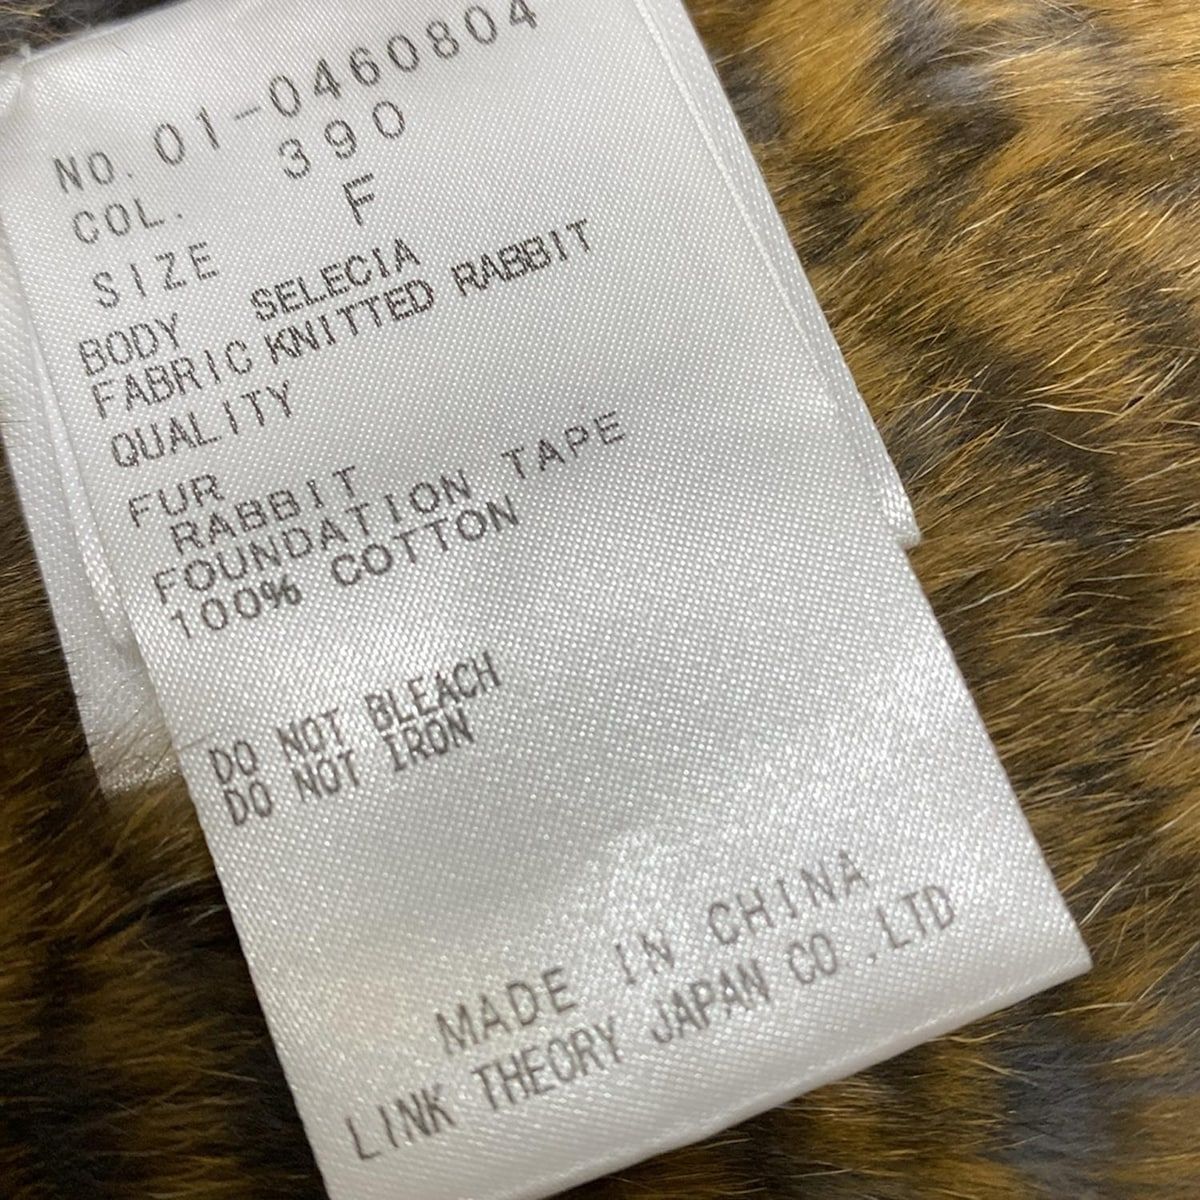 NO. 01-0460804
COL. 390
SIZE F
BODY SELECIA
FABRIC KNITTED RABBIT
QUALITY
FUR
RABBIT
FOUNDATION TAPE
100% COTTON
DO NOT BLEACH
DO NOT IRON
MADE IN CHINA
LINK THEORY JAPAN CO.,LTD